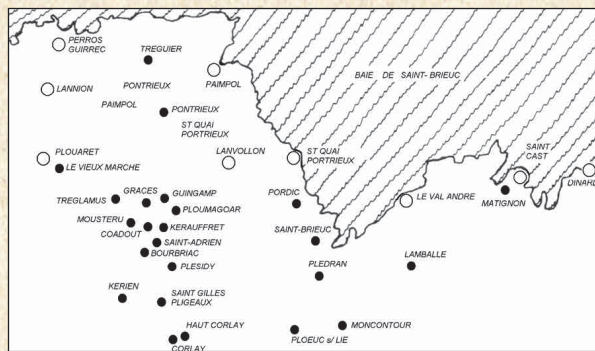 PERROS
GUIRREC
TREGUIER
PAIMPOL
BAIE DE SAINT- BRIEUC
LANNION
PONTRIEUX
PAIMPOL
PONTRIEUX
ST QUAI
PORTRIEUX
PLOUARET
LANVOLLON
ST QUAI
PORTRIEUX
SAINT
CAST
LE VIEUX MARCHE
DINARD
TREGLAMUS
GRACES
GUINGAMP
PLOUMAGOAR
PORDIC
LE VAL ANDRE
MATIGNON
MOUSTERU
COADOUT
KERAUFFRET
SAINT-ADRIEN
BOURBRIAC
SAINT-BRIEUC
PLESIDY
PLEDRAN
LAMBALLE
KERIEN
SAINT GILLES
PLIGEAUX
HAUT CORLAY
CORLAY
PLOEUC s/ LIE
MONCONTOUR